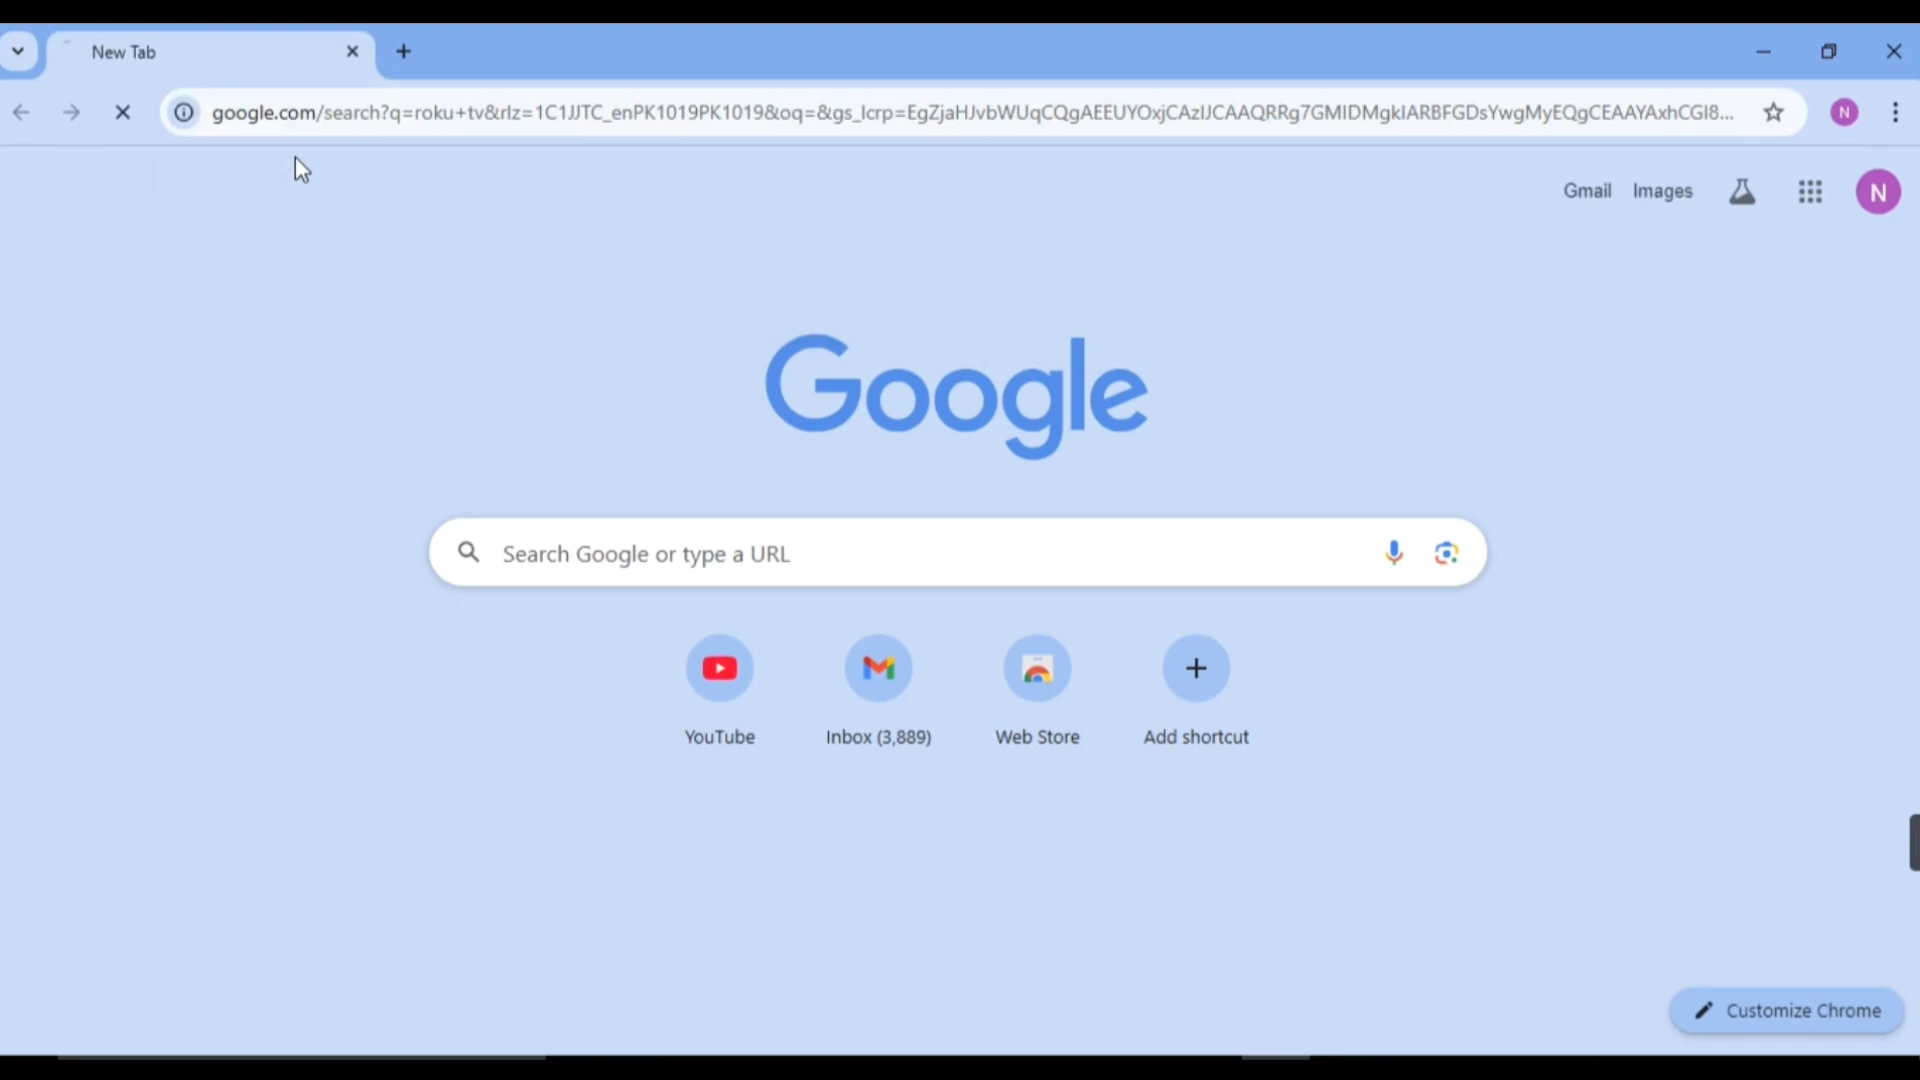 New Tab
google.com/search?q=roku+tv&rlz=1C1JJTC_enPK1019PK1019&oq=&gs_lcrp=EgZjaHJvbWUqCQgAEEUYOxjCAzIJCAAQRRg7GMIDMgkIARBFGDsYwgMyEQgCEAAYAxhCGI8...
Gmail Images
N
N
Google
Search Google or type a URL
YouTube Inbox (3,889) Web Store Add shortcut
Customize Chrome